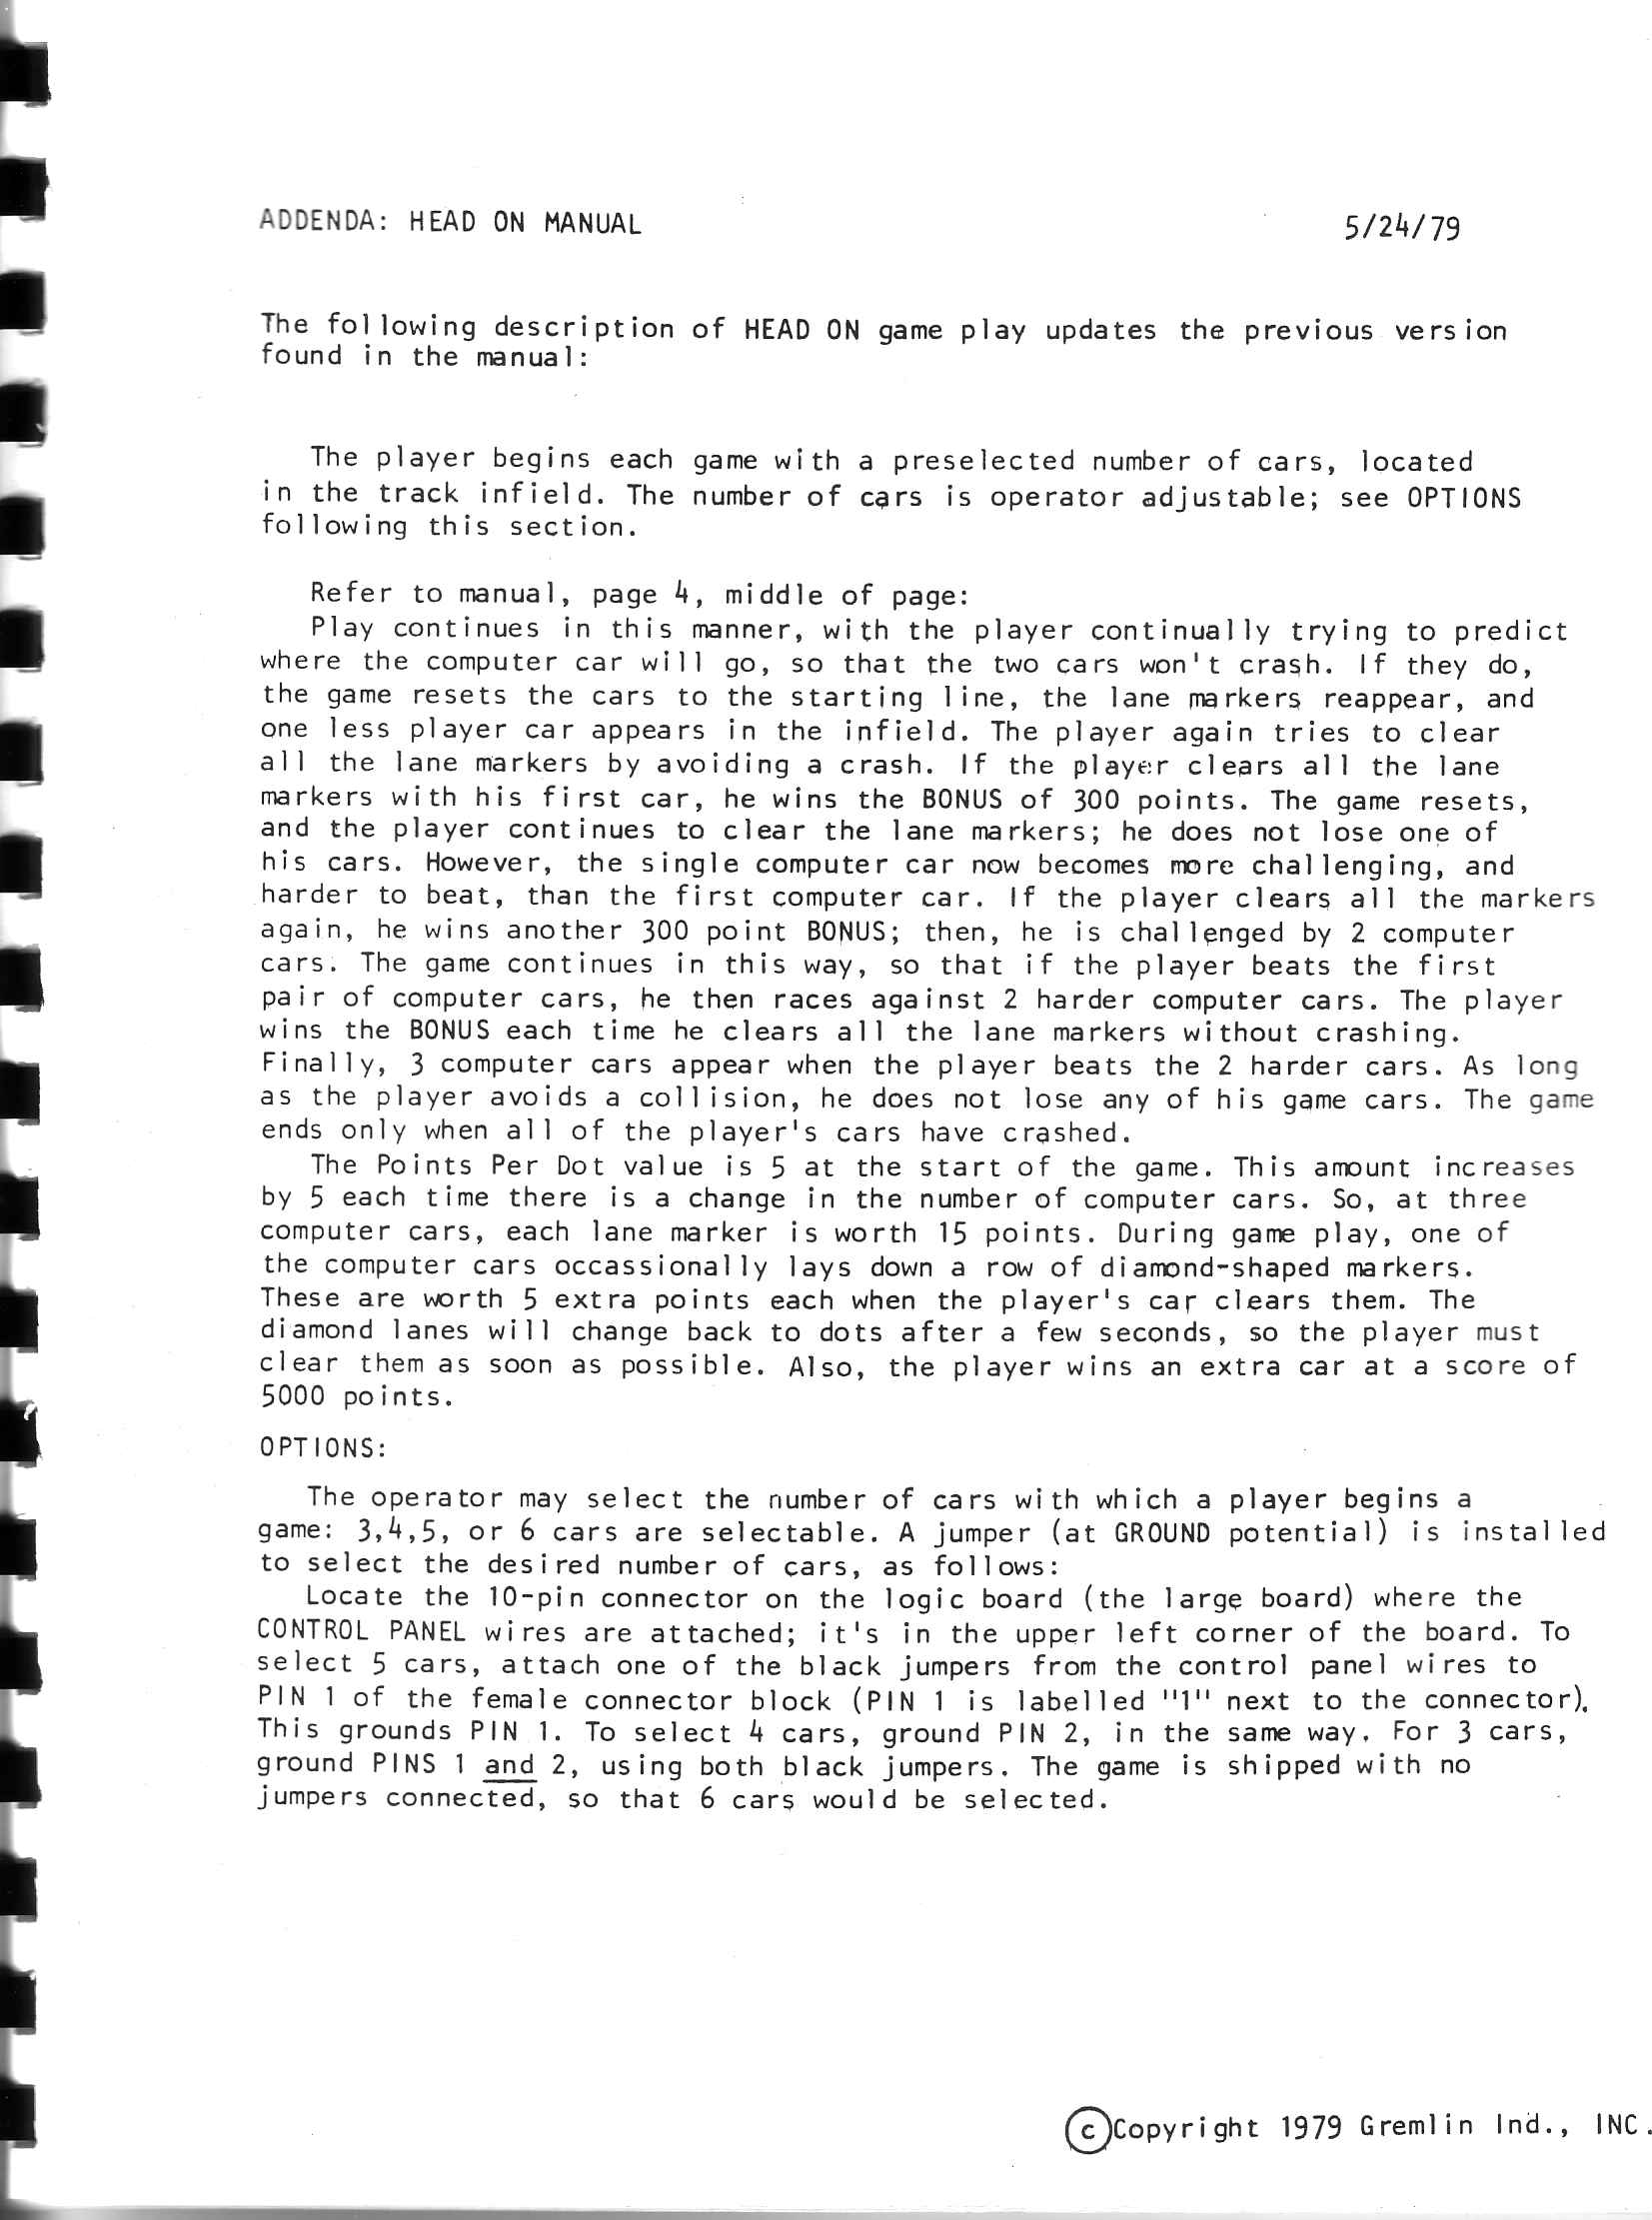 ADDENDA: HEAD ON MANUAL 5/24/79
The following description of HEAD ON game play updates the previous version
found in the manual:
The player begins each game with a preselected number of cars, located
in the track infield. The number of cars is operator adjustable; see OPTIONS
following this section.
Refer to manual, page 4, middle of page:
Play continues in this manner, with the player continually trying to predict
where the computer car will go, so that the two cars won't crash. If they do,
the game resets the cars to the starting line, the lane markers reappear, and
one less player car appears in the infield. The player again tries to clear
all the lane markers by avoiding a crash. If the player clears all the lane
markers with his first car, he wins the BONUS of 300 points. The game resets,
and the player continues to clear the lane markers; he does not lose one of
his cars. However, the single computer car now becomes more challenging, and
harder to beat, than the first computer car. If the player clears all the markers
again, he wins another 300 point BONUS; then, he is challenged by 2 computer
cars. The game continues in this way, so that if the player beats the first
pair of computer cars, he then races against 2 harder computer cars. The player
wins the BONUS each time he clears all the lane markers without crashing.
Finally, 3 computer cars appear when the player beats the 2 harder cars. As long
as the player avoids a collision, he does not lose any of his game cars. The game
ends only when all of the player's cars have crashed.
The Points Per Dot value is 5 at the start of the game. This amount increases
by 5 each time there is a change in the number of computer cars. So, at three
computer cars, each lane marker is worth 15 points. During game play, one of
the computer cars occassionally lays down a row of diamond-shaped markers.
These are worth 5 extra points each when the player's car clears them. The
diamond lanes will change back to dots after a few seconds, so the player must
clear them as soon as possible. Also, the player wins an extra car at a score of
5000 points.
OPTIONS:
The operator may select the number of cars with which a player begins a
game: 3,4,5, or 6 cars are selectable. A jumper (at GROUND potential) is installed
to select the desired number of cars, as follows:
Locate the 10-pin connector on the logic board (the large board) where the
CONTROL PANEL wires are attached; it's in the upper left corner of the board. To
select 5 cars, attach one of the black jumpers from the control panel wires to
PIN 1 of the female connector block (PIN 1 is labelled "1" next to the connector).
This grounds PIN 1. To select 4 cars, ground PIN 2, in the same way. For 3 cars,
ground PINS 1 and 2, using both black jumpers. The game is shipped with no
jumpers connected, so that 6 cars would be selected.
©Copyright 1979 Gremlin Ind., INC.